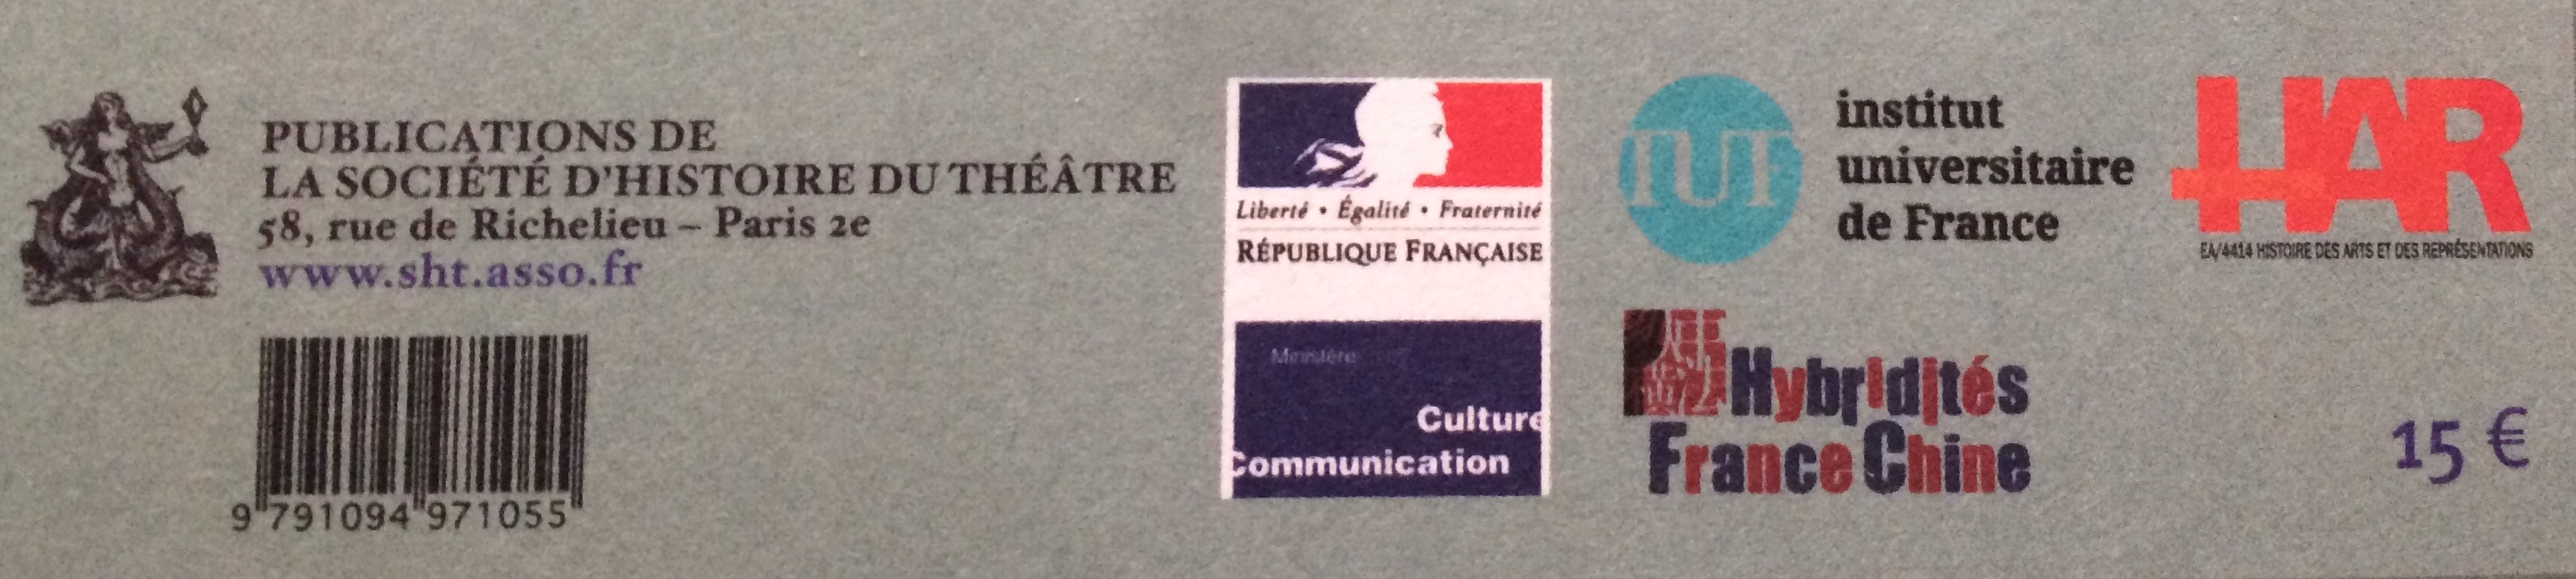 PUBLICATIONS DE
LA SOCIÉTÉ D'HISTOIRE DU THÉÂTRE
58, rue de Richelieu – Paris 2e
www.sht.asso.fr
9 791094 971055
Liberté • Égalité • Fraternité
RÉPUBLIQUE FRANÇAISE
Ministère
Culture
Communication
IUF
institut
universitaire
de France
HAR
EA/4414 HISTOIRE DES ARTS ET DES REPRÉSENTATIONS
Hybridités
France Chine
15 €